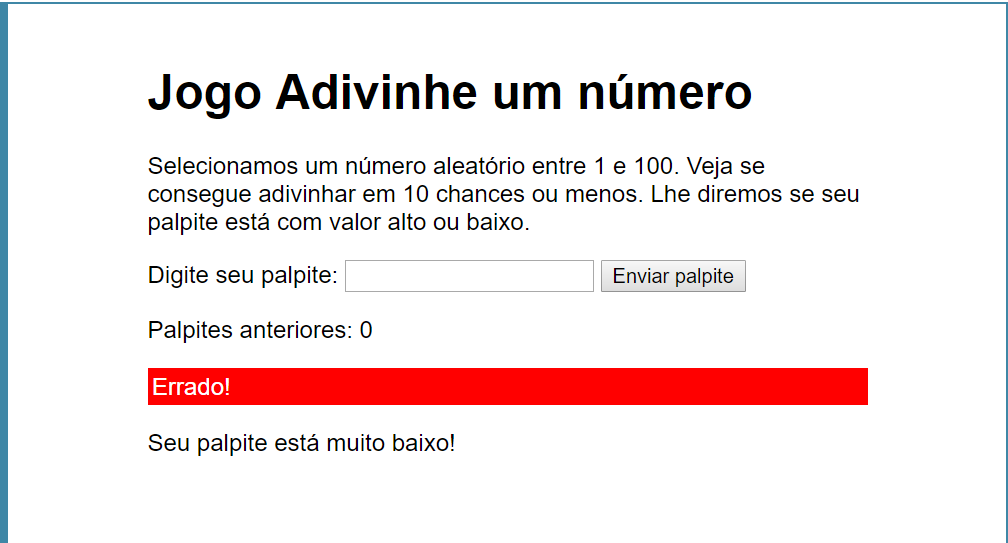 Jogo Adivinhe um número
Selecionamos um número aleatório entre 1 e 100. Veja se
consegue adivinhar em 10 chances ou menos. Lhe diremos se seu
palpite está com valor alto ou baixo.
Digite seu palpite: Enviar palpite
Palpites anteriores: 0
Errado!
Seu palpite está muito baixo!